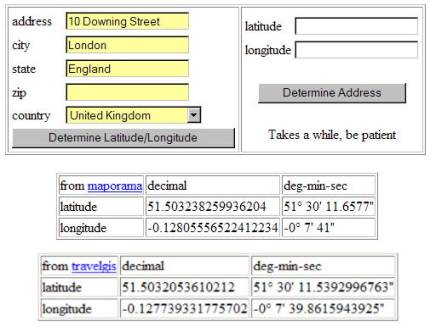 address 10 Downing Street
city London
state England
zip
country United Kingdom
Determine Latitude/Longitude
latitude
longitude
Determine Address
Takes a while, be patient
from maporama decimal deg-min-sec
latitude 51.503238259936204 51° 30' 11.6577"
longitude -0.12805556522412234 -0° 7' 41"
from travelgis decimal deg-min-sec
latitude 51.5032053610212 51° 30' 11.5392996763"
longitude -0.127739331775702 -0° 7' 39.8615943925"